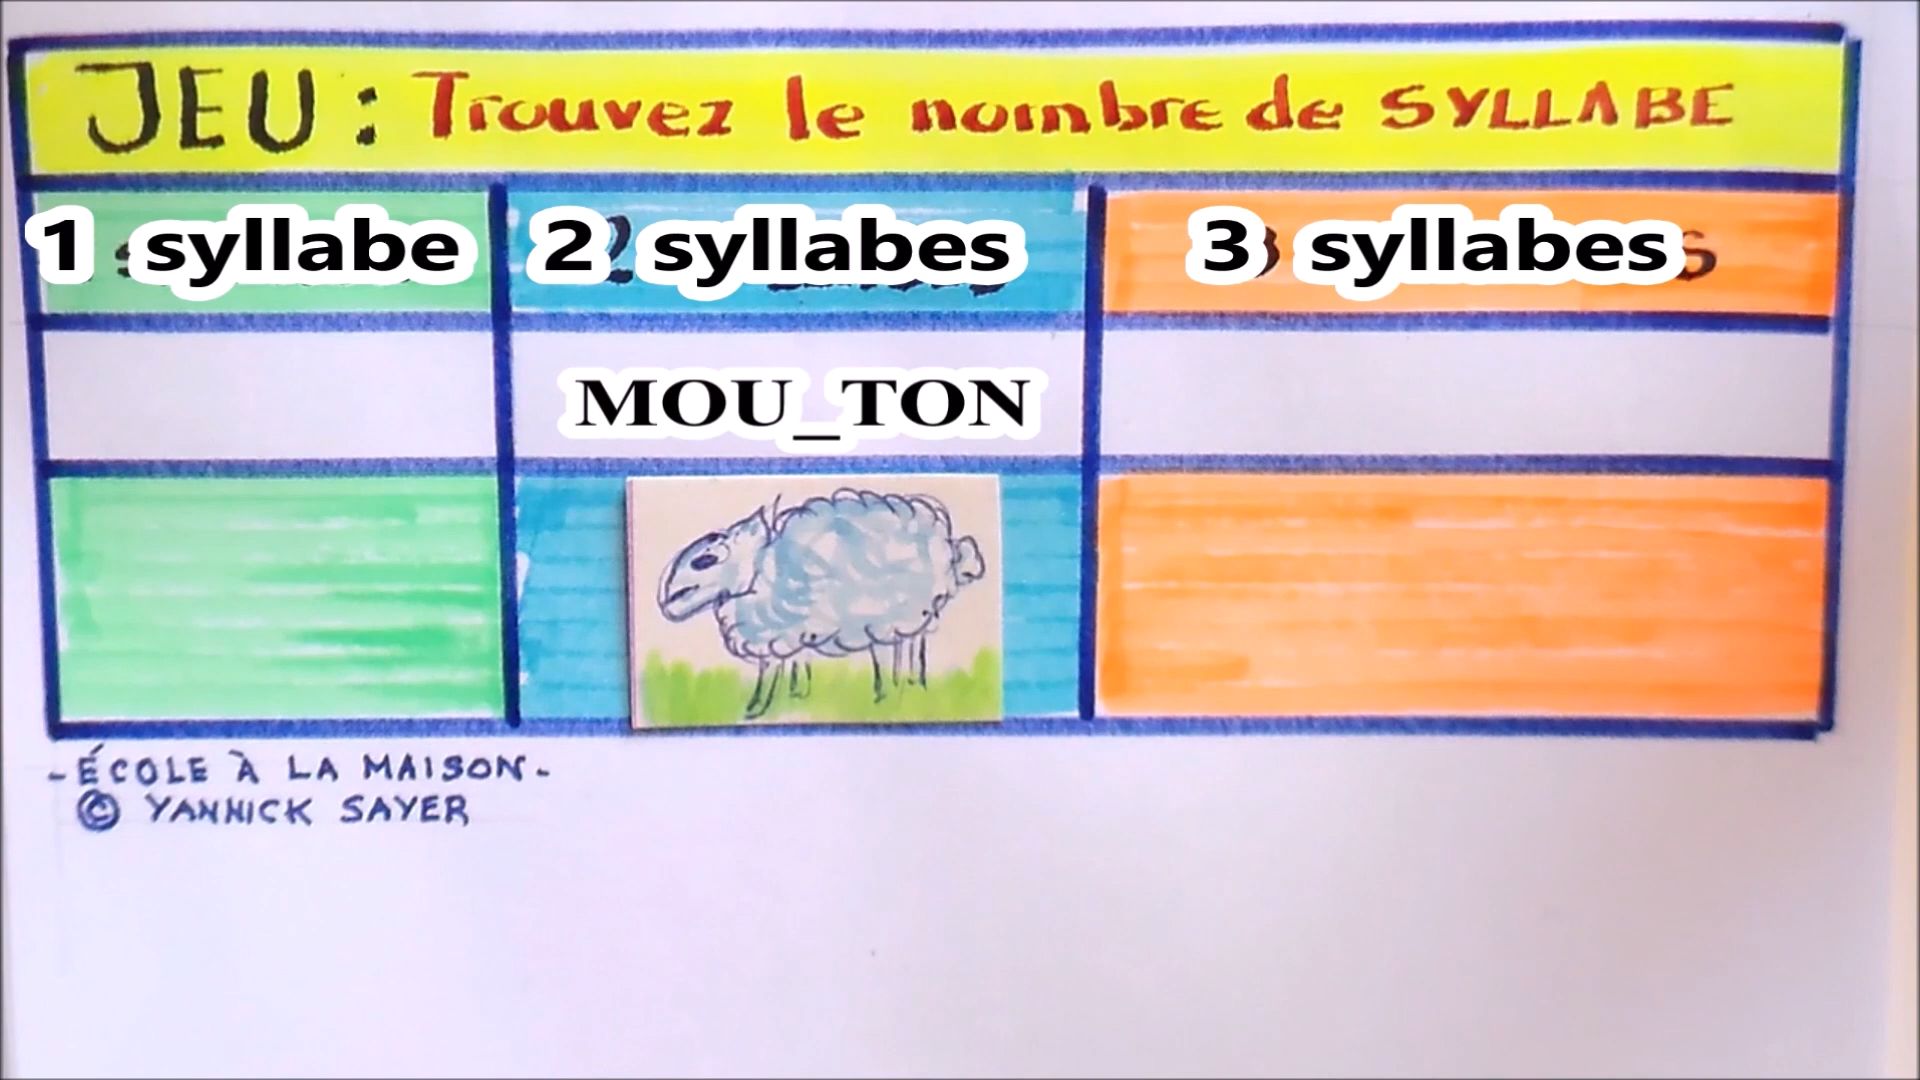 JEU : Trouvez le nombre de SYLLABE
1 syllabe 2 syllabes 3 syllabes
MOU_TON
- ÉCOLE À LA MAISON -
© YANNICK SAYER